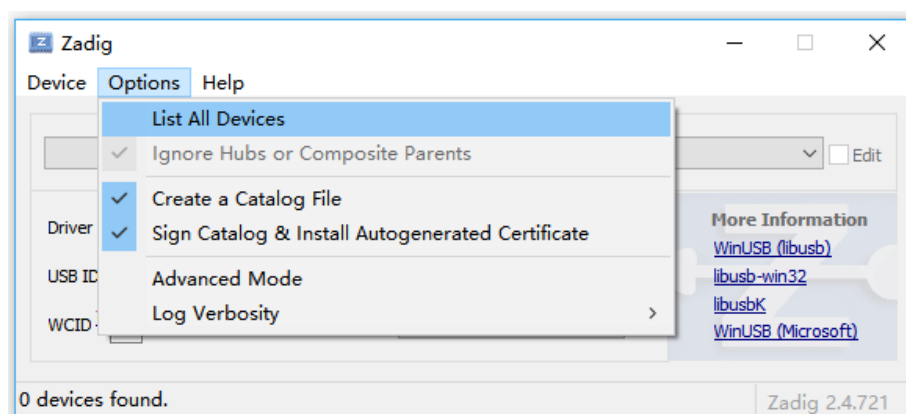 Zadig
Device Options Help
List All Devices
Ignore Hubs or Composite Parents
Edit
Create a Catalog File
Sign Catalog & Install Autogenerated Certificate
Advanced Mode
Log Verbosity
Driver
USB ID
WCID
More Information
WinUSB (libusb)
libusb-win32
libusbK
WinUSB (Microsoft)
0 devices found.
Zadig 2.4.721